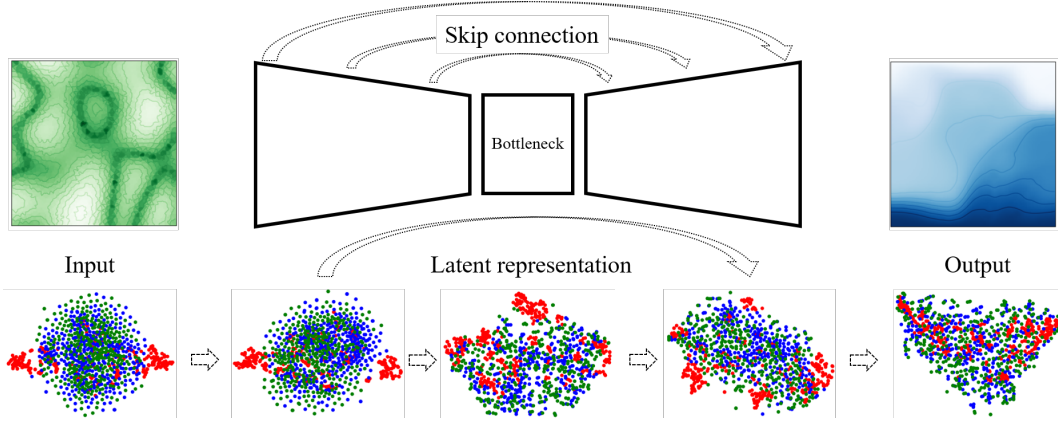 Skip connection
Bottleneck
Input
Latent representation
Output